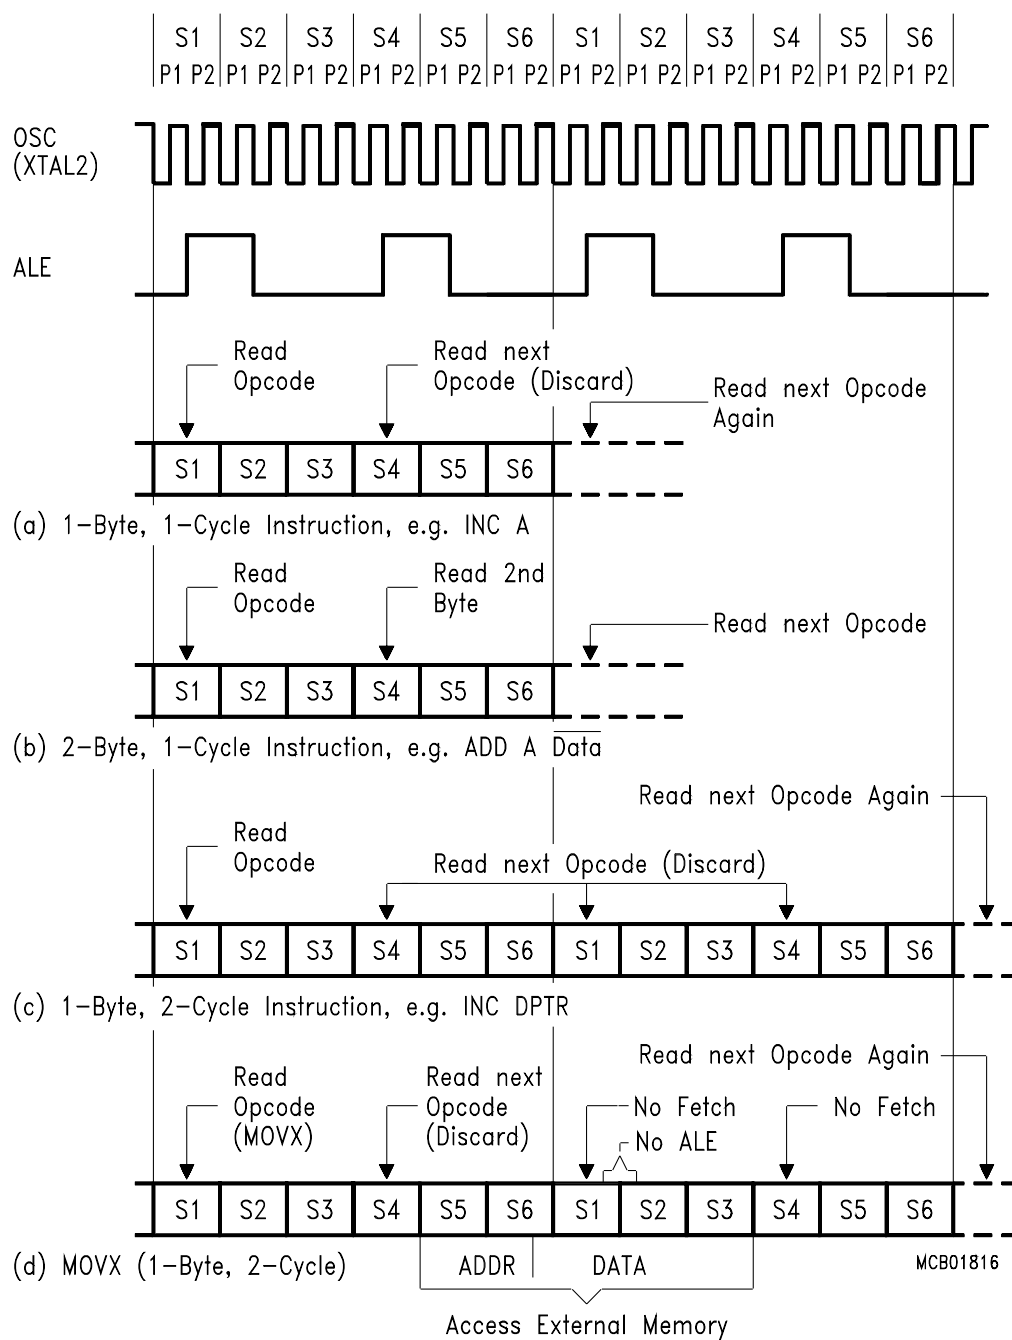 S1 S2 S3 S4 S5 S6 S1 S2 S3 S4 S5 S6
P1 P2 P1 P2 P1 P2 P1 P2 P1 P2 P1 P2 P1 P2 P1 P2 P1 P2 P1 P2 P1 P2 P1 P2
OSC
(XTAL2)
ALE
Read
Opcode
Read next
Opcode (Discard)
Read next Opcode
Again
S1 S2 S3 S4 S5 S6
(a) 1-Byte, 1-Cycle Instruction, e.g. INC A
Read
Opcode
Read 2nd
Byte
Read next Opcode
S1 S2 S3 S4 S5 S6
(b) 2-Byte, 1-Cycle Instruction, e.g. ADD A Data
Read next Opcode Again
Read
Opcode
Read next Opcode (Discard)
S1 S2 S3 S4 S5 S6 S1 S2 S3 S4 S5 S6
(c) 1-Byte, 2-Cycle Instruction, e.g. INC DPTR
Read next Opcode Again
Read
Opcode
(MOVX)
Read next
Opcode
(Discard)
No Fetch
No ALE
No Fetch
S1 S2 S3 S4 S5 S6 S1 S2 S3 S4 S5 S6
(d) MOVX (1-Byte, 2-Cycle)
ADDR
DATA
MCB01816
Access External Memory